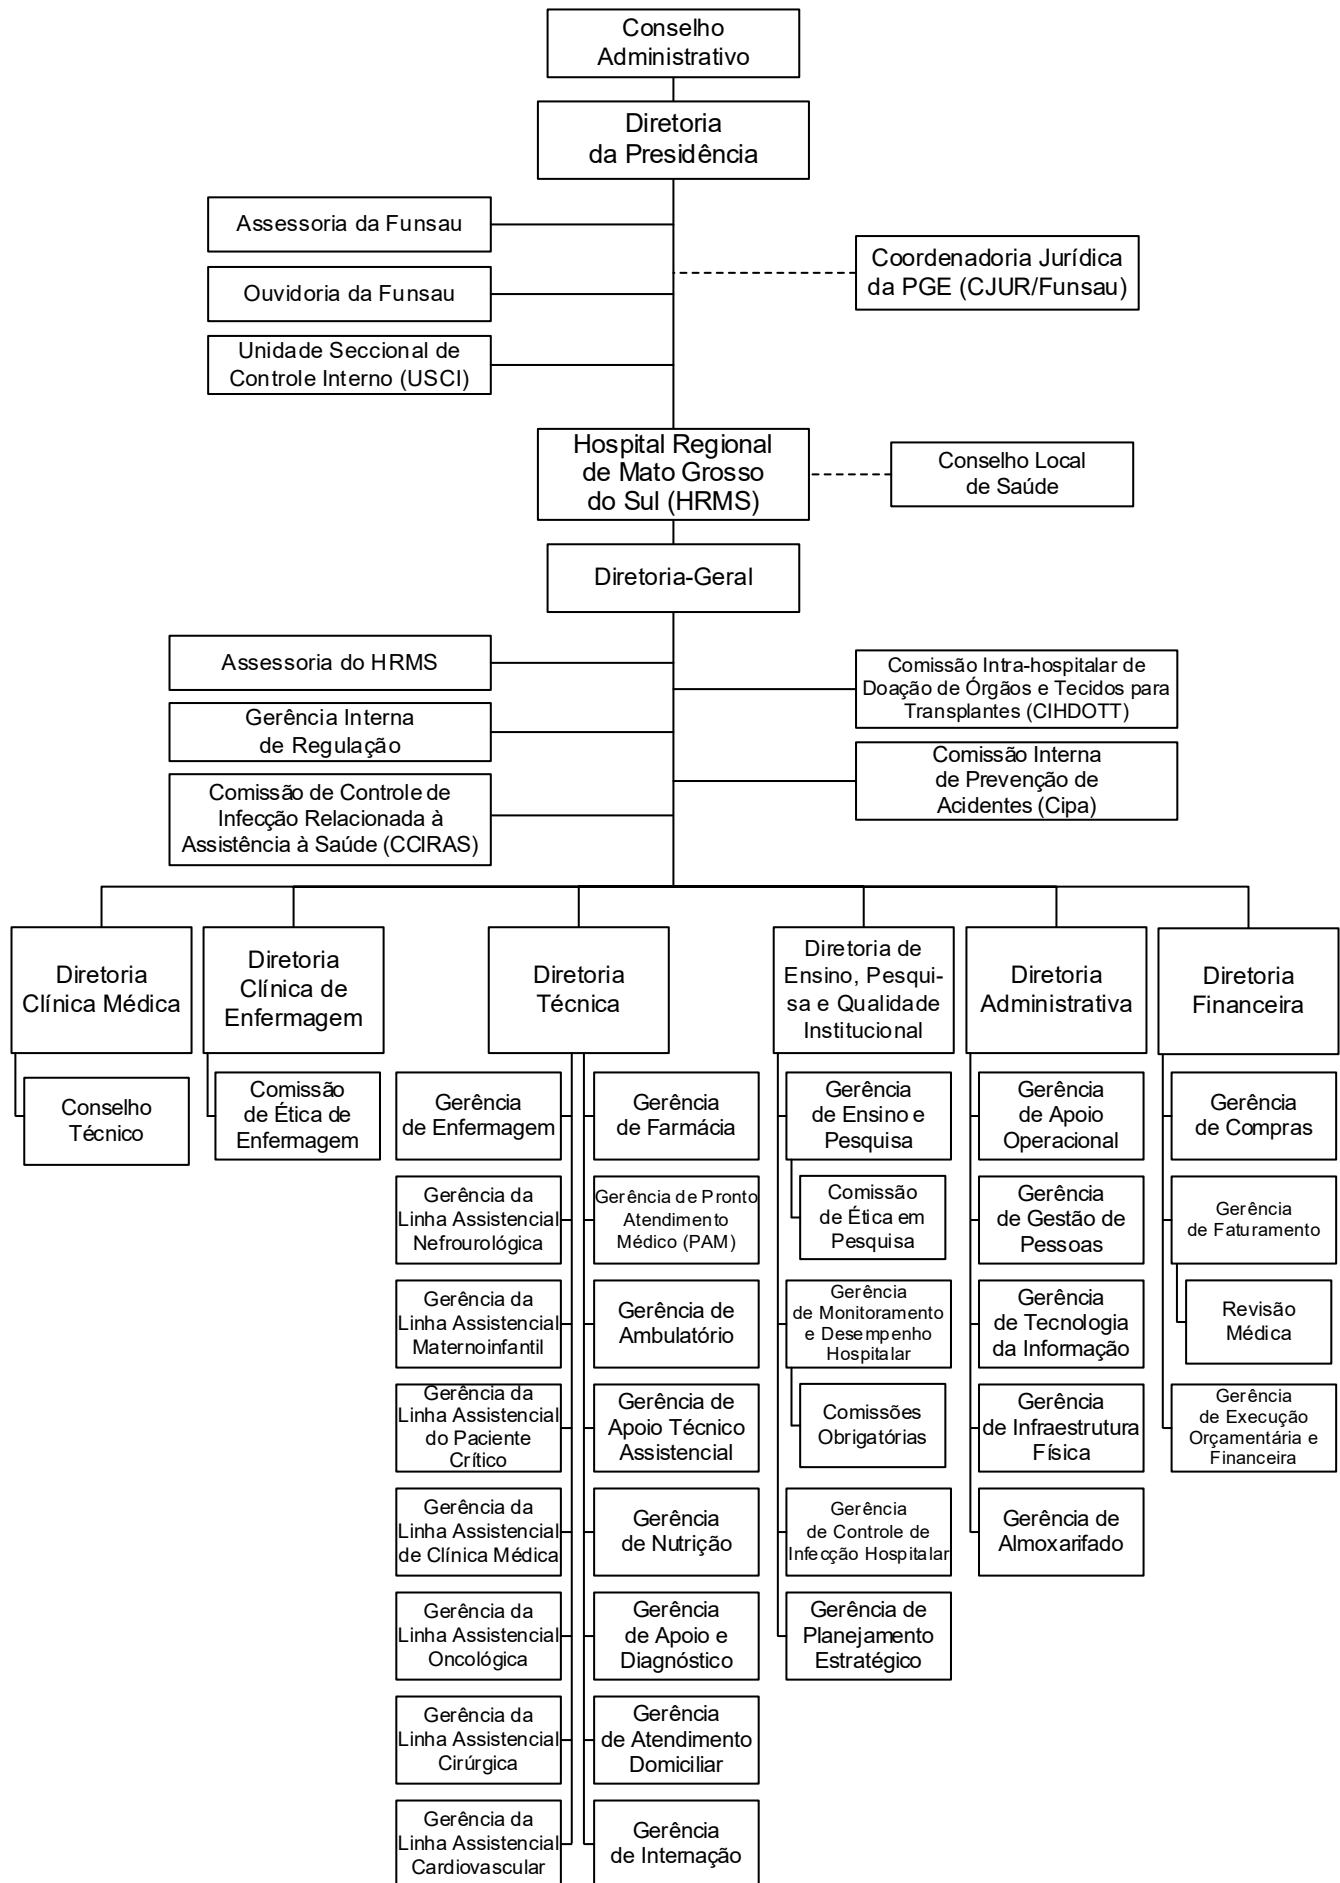 Conselho
Administrativo
Diretoria
da Presidência
Assessoria da Funsau
Coordenadoria Jurídica
da PGE (CJUR/Funsau)
Ouvidoria da Funsau
Unidade Seccional de
Controle Interno (USCI)
Hospital Regional
de Mato Grosso
do Sul (HRMS)
Conselho Local
de Saúde
Diretoria-Geral
Assessoria do HRMS
Comissão Intra-hospitalar de
Doação de Órgãos e Tecidos para
Transplantes (CIHDOTT)
Gerência Interna
de Regulação
Comissão Interna
de Prevenção de
Acidentes (Cipa)
Comissão de Controle de
Infecção Relacionada à
Assistência à Saúde (CCIRAS)
Diretoria
Clínica Médica
Conselho
Técnico
Diretoria
Clínica de
Enfermagem
Comissão
de Ética de
Enfermagem
Diretoria
Técnica
Gerência
de Enfermagem
Gerência da
Linha Assistencial
Nefrourológica
Gerência da
Linha Assistencial
Maternoinfantil
Gerência da
Linha Assistencial
do Paciente
Crítico
Gerência da
Linha Assistencial
de Clínica Médica
Gerência da
Linha Assistencial
Oncológica
Gerência da
Linha Assistencial
Cirúrgica
Gerência da
Linha Assistencial
Cardiovascular
Gerência
de Farmácia
Gerência de Pronto
Atendimento
Médico (PAM)
Gerência de
Ambulatório
Gerência de
Apoio Técnico
Assistencial
Gerência
de Nutrição
Gerência
de Apoio e
Diagnóstico
Gerência
de Atendimento
Domiciliar
Gerência
de Internação
Diretoria de
Ensino, Pesqui-
sa e Qualidade
Institucional
Gerência
de Ensino e
Pesquisa
Comissão
de Ética em
Pesquisa
Gerência
de Monitoramento
e Desempenho
Hospitalar
Comissões
Obrigatórias
Gerência
de Controle de
Infecção Hospitalar
Gerência de
Planejamento
Estratégico
Diretoria
Administrativa
Gerência
de Apoio
Operacional
Gerência
de Gestão de
Pessoas
Gerência
de Tecnologia
da Informação
Gerência
de Infraestrutura
Física
Gerência de
Almoxarifado
Diretoria
Financeira
Gerência
de Compras
Gerência
de Faturamento
Revisão
Médica
Gerência
de Execução
Orçamentária e
Financeira